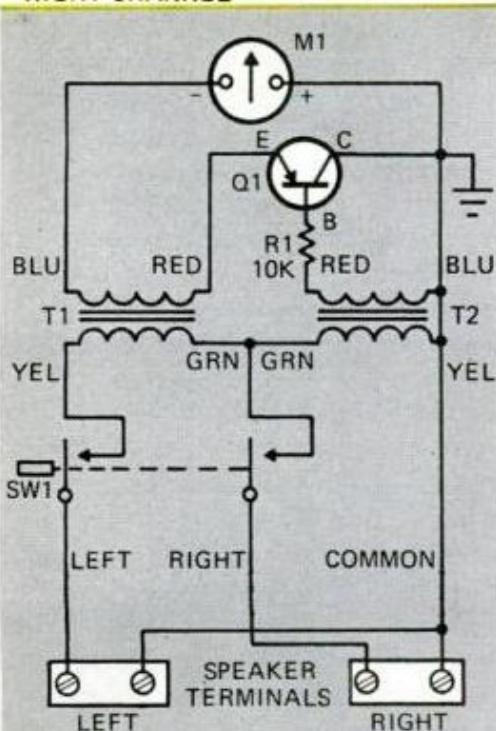 M1
- +
E C
Q1
B
R1
10K
BLU RED RED BLU
T1 T2
YEL GRN GRN YEL
SW1
LEFT RIGHT COMMON
SPEAKER
TERMINALS
LEFT RIGHT